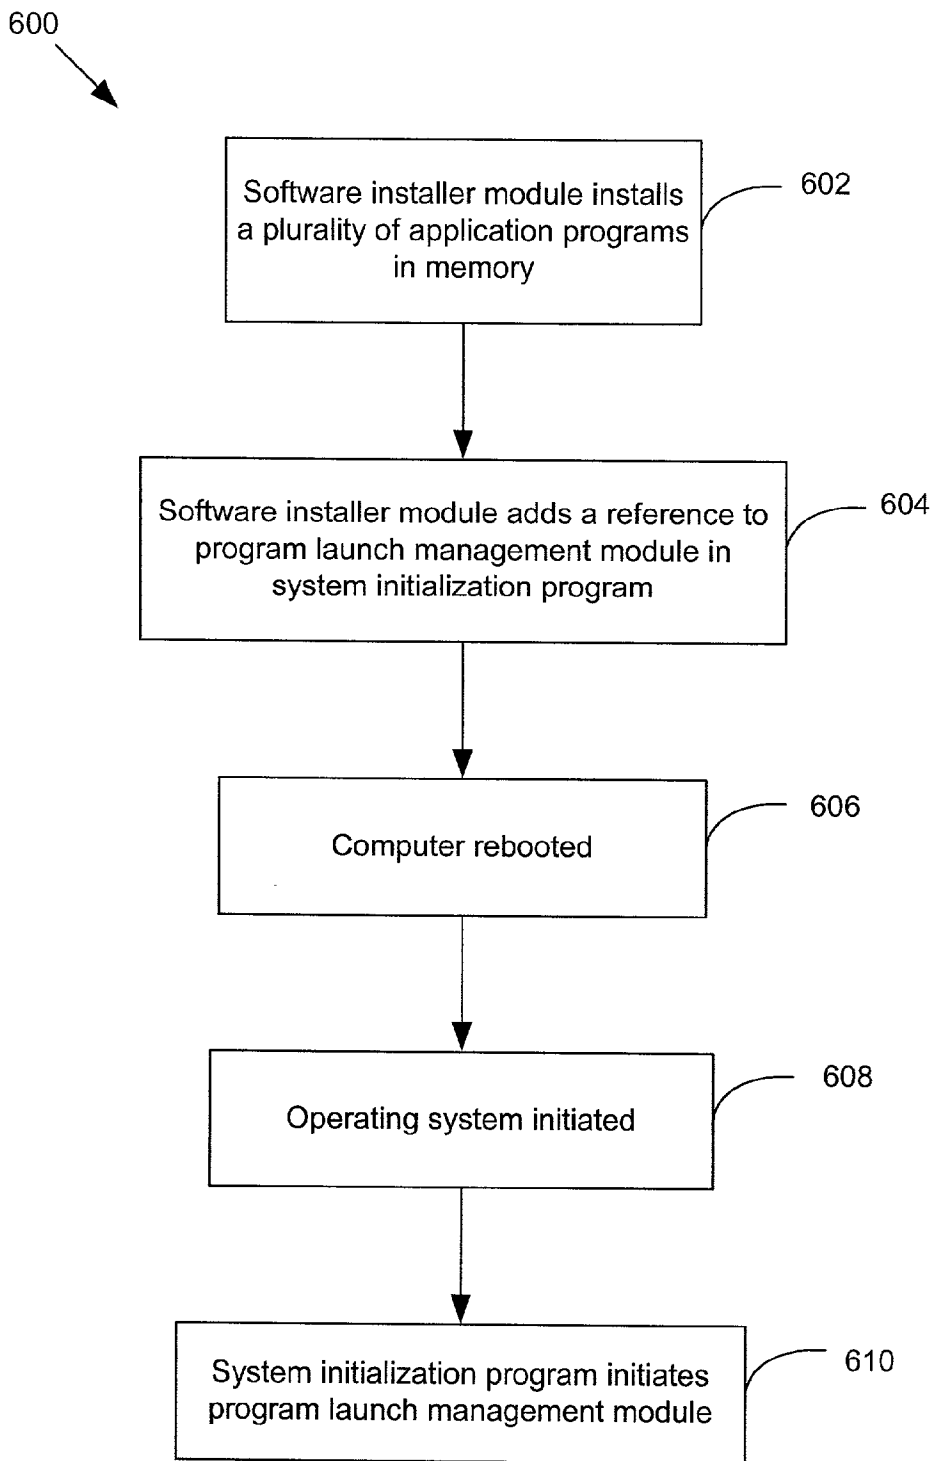 600
Software installer module installs
a plurality of application programs
in memory
602
Software installer module adds a reference to
program launch management module in
system initialization program
604
Computer rebooted
606
Operating system initiated
608
System initialization program initiates
program launch management module
610